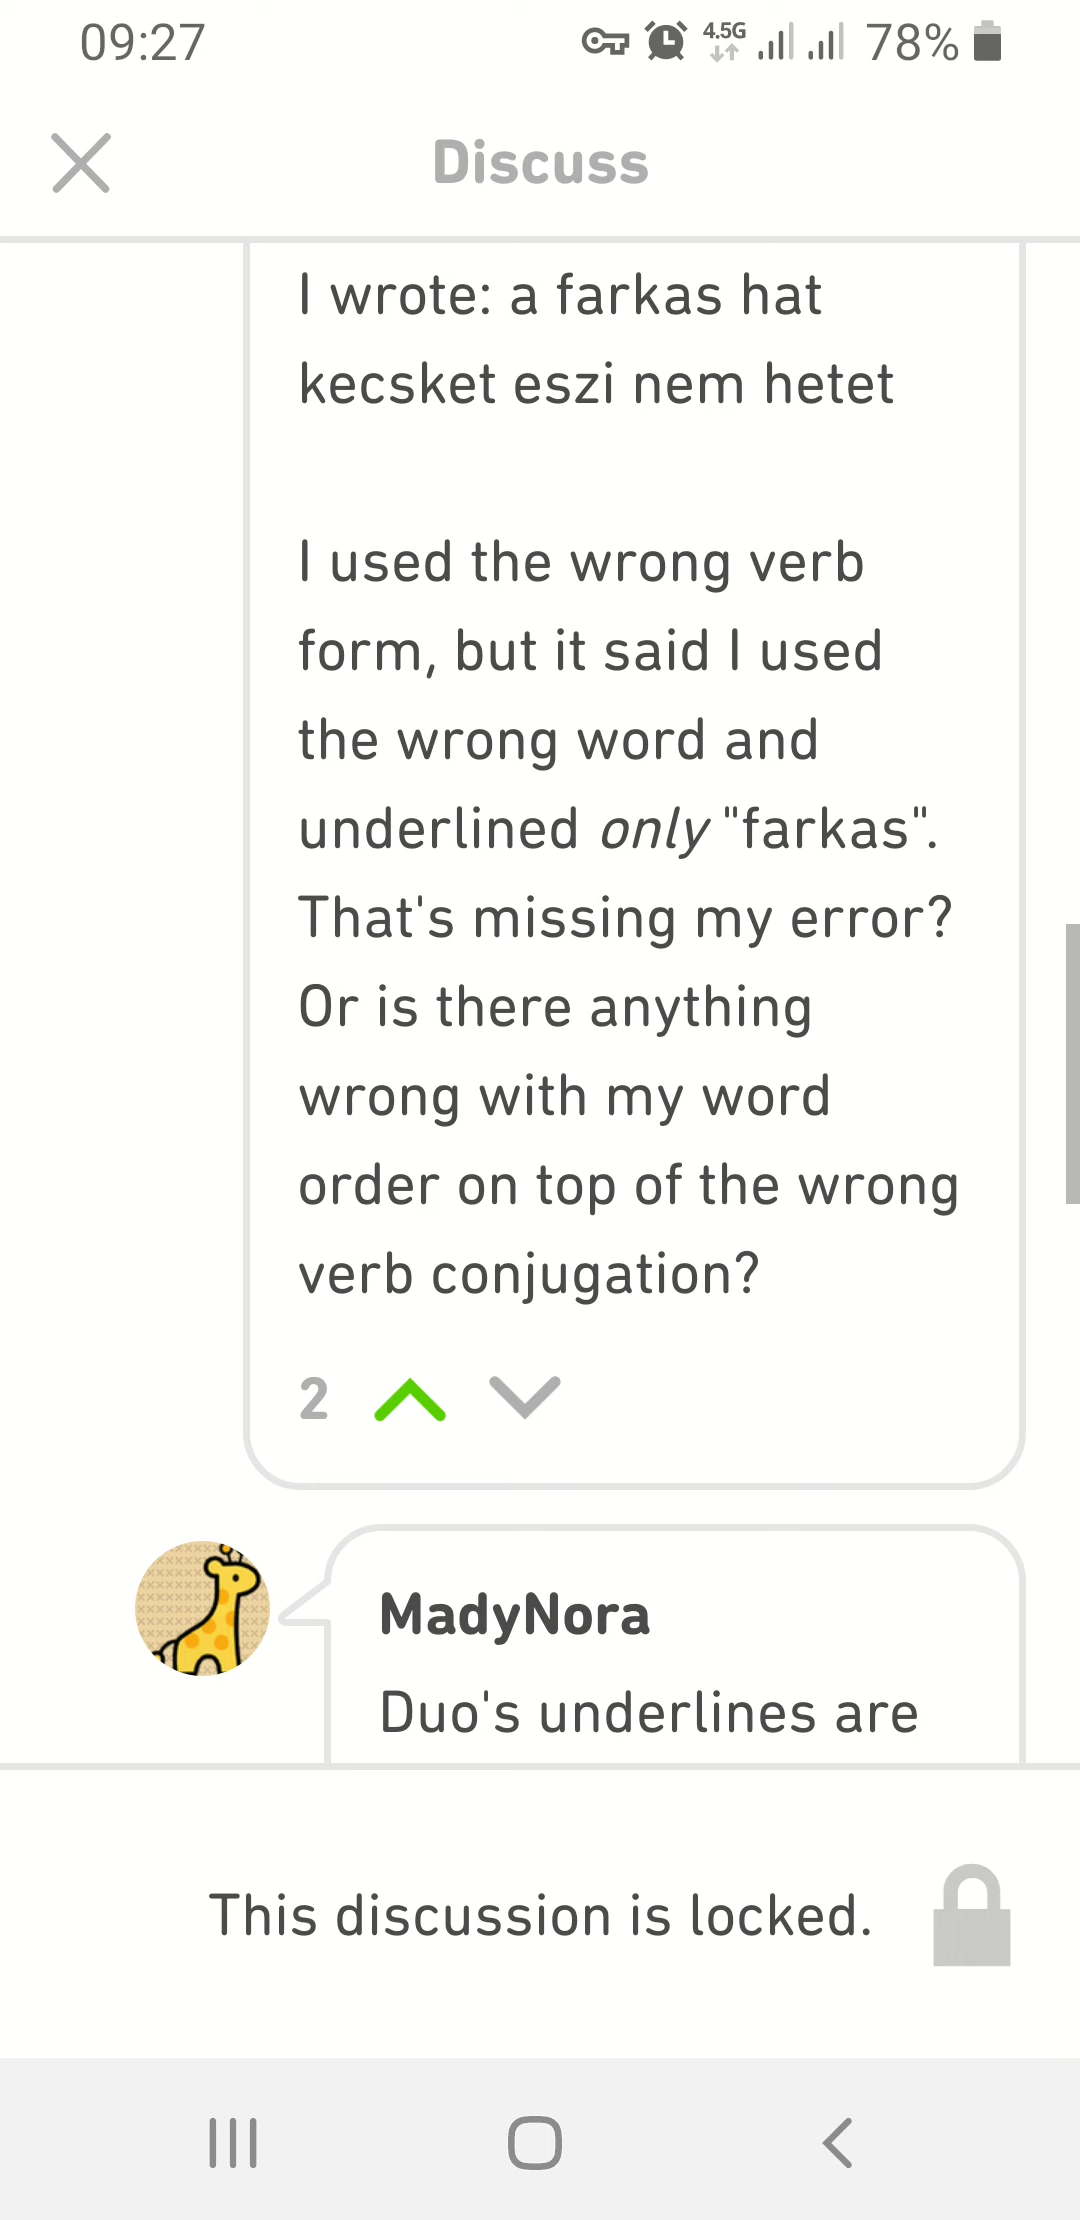 09:27
4.5G
78%
Discuss
I wrote: a farkas hat
kecsket eszi nem hetet
I used the wrong verb
form, but it said I used
the wrong word and
underlined only "farkas".
That's missing my error?
Or is there anything
wrong with my word
order on top of the wrong
verb conjugation?
2
MadyNora
Duo's underlines are
This discussion is locked.